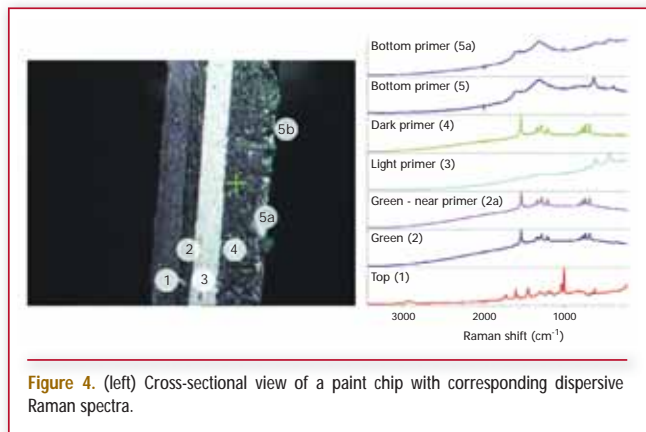 5b
5a
2
4
1
3
Bottom primer (5a)
Bottom primer (5)
Dark primer (4)
Light primer (3)
Green - near primer (2a)
Green (2)
Top (1)
3000 2000 1000
Raman shift (cm-1)
Figure 4. (left) Cross-sectional view of a paint chip with corresponding dispersive
Raman spectra.